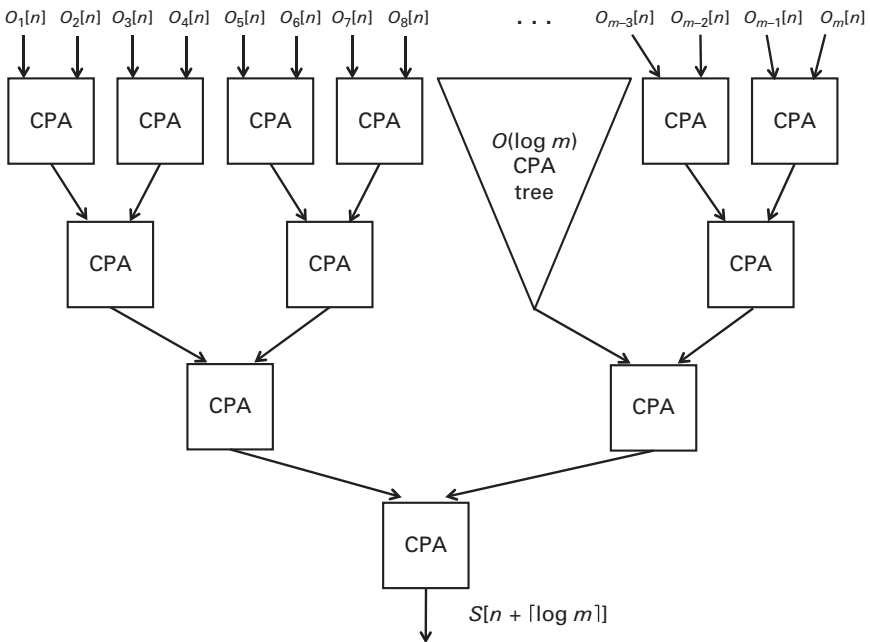 O₁[n] O₂[n] O₃[n] O₄[n] O₅[n] O₆[n] O₇[n] O₈[n] . . . Oₘ₋₃[n] Oₘ₋₂[n] Oₘ₋₁[n] Oₘ[n]
CPA CPA CPA CPA CPA CPA
O(log m)
CPA
tree
CPA CPA CPA
CPA CPA
CPA
S[n + ⌈log m⌉]